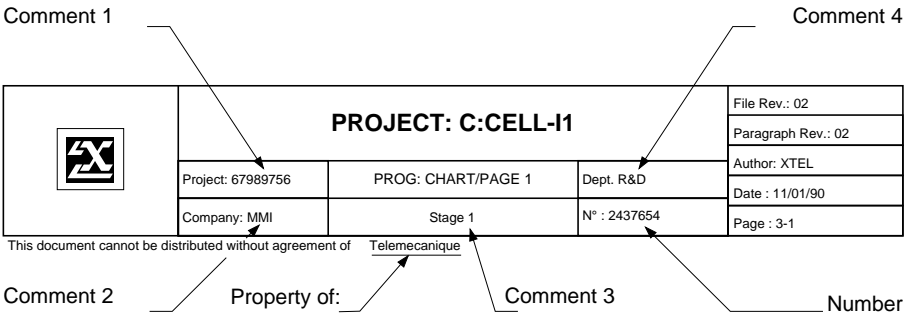 Comment 1
Comment 4
PROJECT: C:CELL-I1
File Rev.: 02
Paragraph Rev.: 02
Author: XTEL
Date : 11/01/90
Page : 3-1
Project: 67989756
PROG: CHART/PAGE 1
Dept. R&D
Company: MMI
Stage 1
N° : 2437654
This document cannot be distributed without agreement of Telemecanique
Comment 2
Property of:
Comment 3
Number